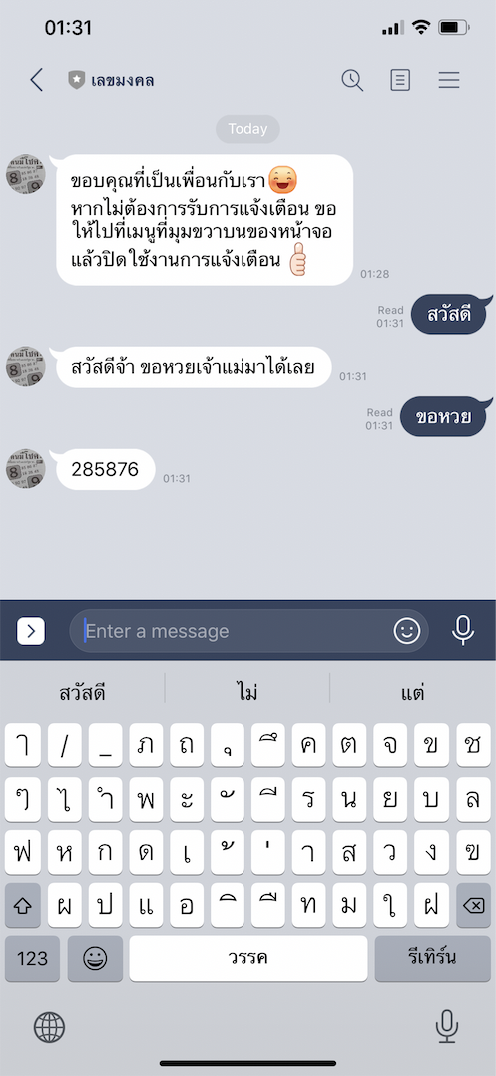 01:31
เลขมงคล
Today
ขอบคุณที่เป็นเพื่อนกับเรา
หากไม่ต้องการรับการแจ้งเตือน ขอ
ให้ไปที่เมนูที่มุมขวาบนของหน้าจอ
แล้วปิดใช้งานการแจ้งเตือน
01:28
Read
01:31
สวัสดี
สวัสดีจ้า ขอหวยเจ้าแม่มาได้เลย
01:31
Read
01:31
ขอหวย
285876
01:31
Enter a message
สวัสดี ไม่ แต่
ๅ / _ ภ ถ ุ ึ ค ต จ ข ช
ๆ ไ ำ พ ะ ั ี ร น ย บ ล
ฟ ห ก ด เ ้ ่ า ส ว ง ฃ
ผ ป แ อ ิ ื ท ม ใ ฝ
123 วรรค รีเทิร์น